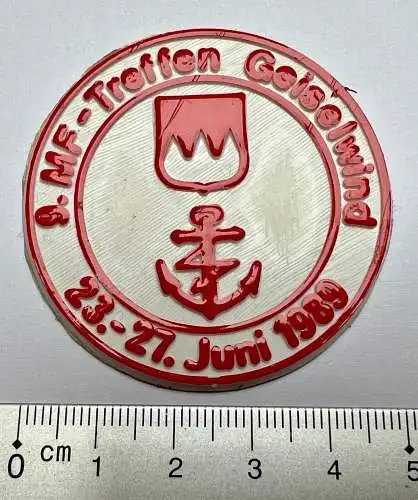 9. MF-Treffen Geiselwind
23.-27. Juni 1989
0 cm 1 2 3 4 5